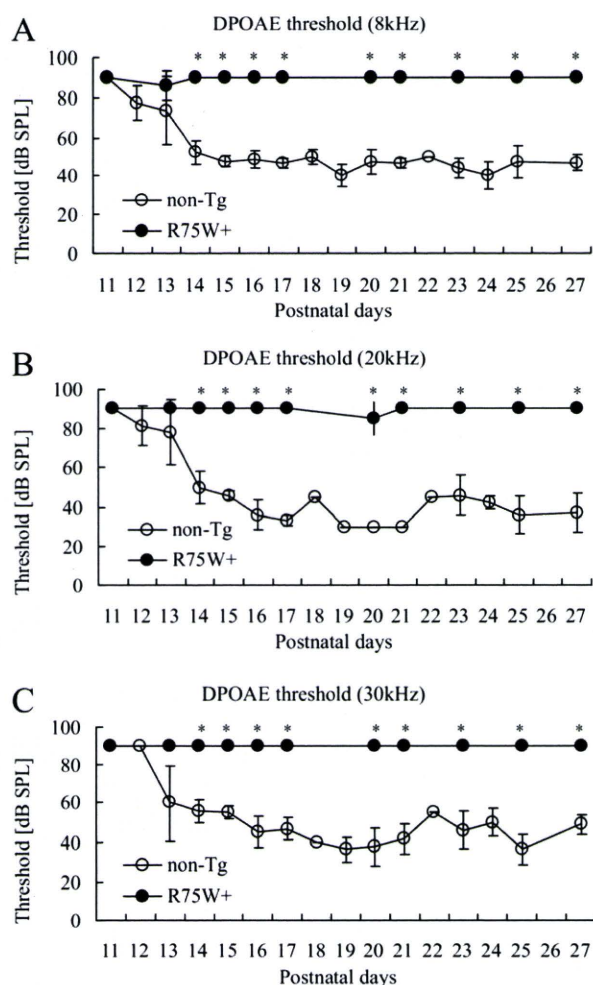 A
DPOAE threshold (8kHz)
* * * * * * * * *
100
80
60
40
20
0
Threshold [dB SPL]
non-Tg
R75W+
11 12 13 14 15 16 17 18 19 20 21 22 23 24 25 26 27
Postnatal days
B
DPOAE threshold (20kHz)
* * * * * * * * *
100
80
60
40
20
0
Threshold [dB SPL]
non-Tg
R75W+
11 12 13 14 15 16 17 18 19 20 21 22 23 24 25 26 27
Postnatal days
C
DPOAE threshold (30kHz)
* * * * * * * * *
100
80
60
40
20
0
Threshold [dB SPL]
non-Tg
R75W+
11 12 13 14 15 16 17 18 19 20 21 22 23 24 25 26 27
Postnatal days